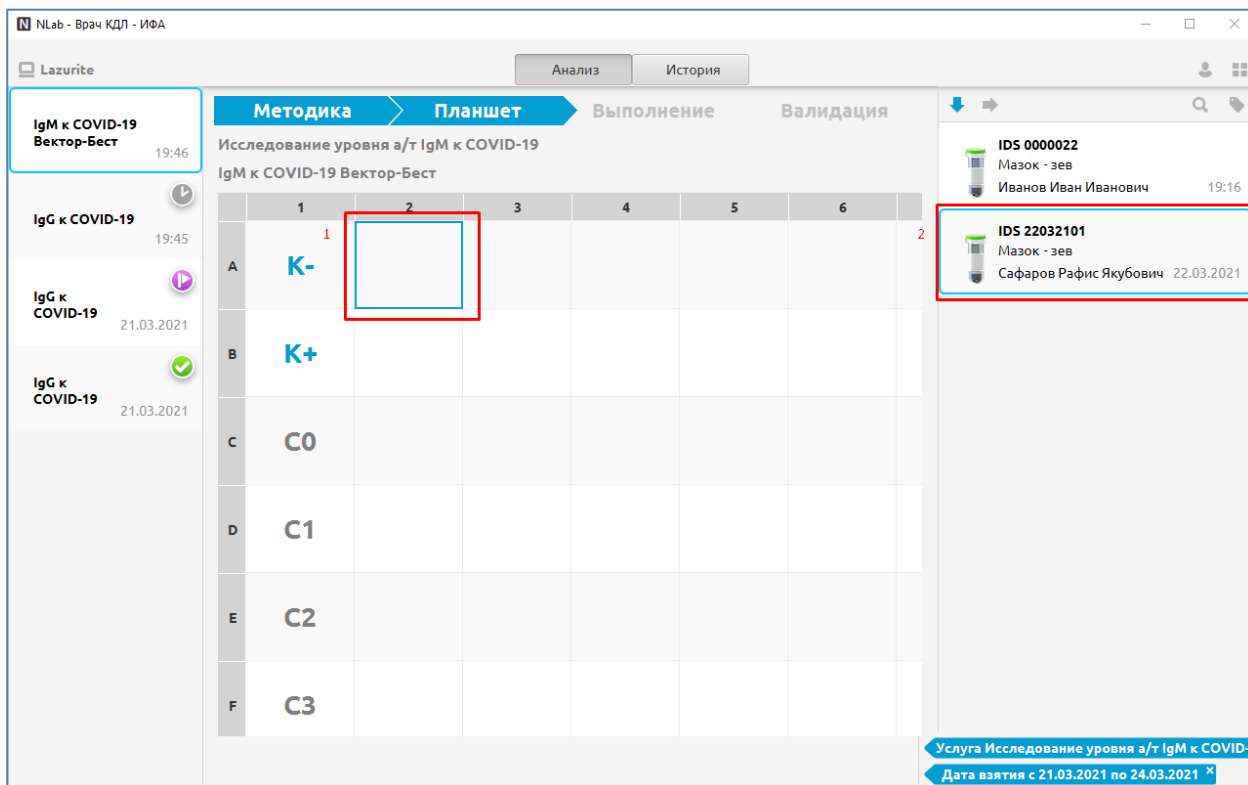 NLab - Врач КДЛ - ИФА
Lazurite
Анализ
История
IgM к COVID-19
Вектор-Бест
19:46
IgG к COVID-19
19:45
IgG к
COVID-19
21.03.2021
IgG к
COVID-19
21.03.2021
Методика
Планшет
Выполнение
Валидация
Исследование уровня а/т IgM к COVID-19
IgM к COVID-19 Вектор-Бест
1 2 3 4 5 6
1
A K-
B K+
C C0
D C1
E C2
F C3
IDS 0000022
Мазок - зев
Иванов Иван Иванович 19:16
2
IDS 22032101
Мазок - зев
Сафаров Рафис Якубович 22.03.2021
Услуга Исследование уровня а/т IgM к COVID-
Дата взятия с 21.03.2021 по 24.03.2021 ×